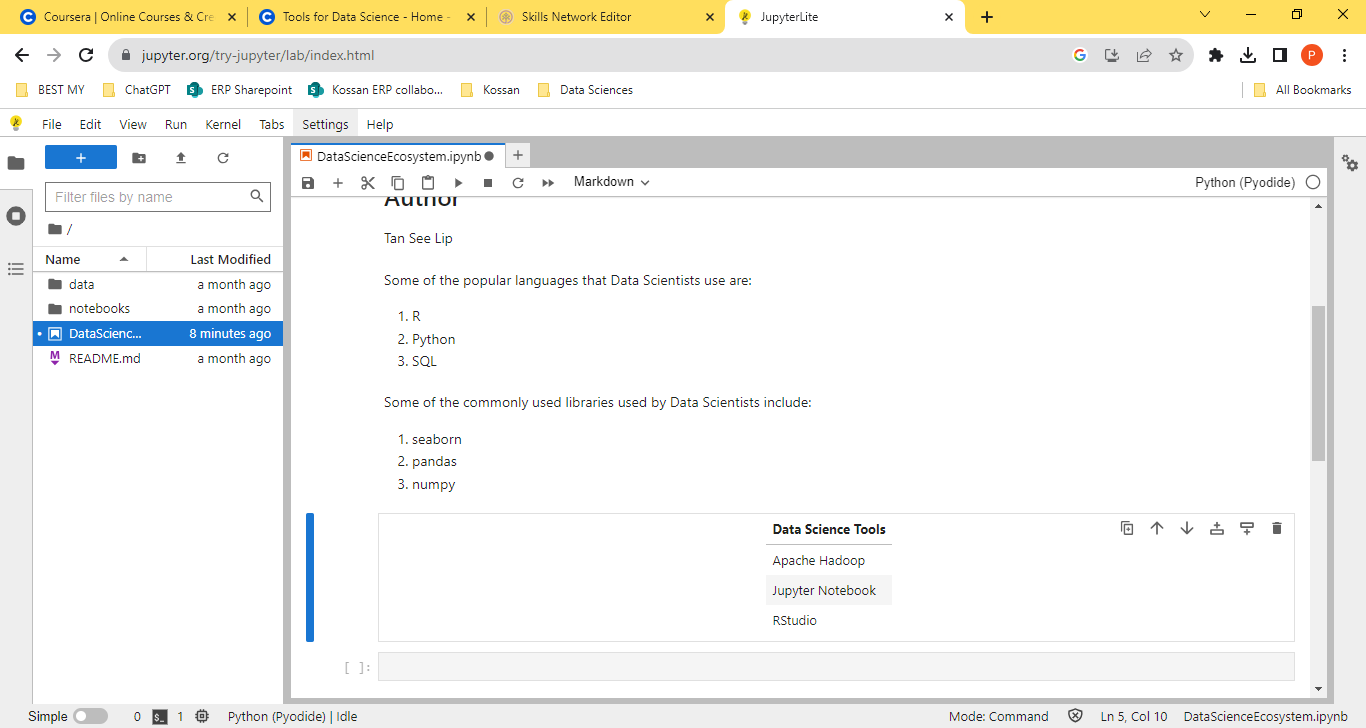 Coursera | Online Courses & Cre
Tools for Data Science - Home -
Skills Network Editor
JupyterLite
jupyter.org/try-jupyter/lab/index.html
P
BEST MY
ChatGPT
ERP Sharepoint
Kossan ERP collabo...
Kossan
Data Sciences
All Bookmarks
File Edit View Run Kernel Tabs Settings Help
DataScienceEcosystem.ipynb
Markdown
Python (Pyodide)
Filter files by name
/
Name Last Modified
data a month ago
notebooks a month ago
DataScienc... 8 minutes ago
README.md a month ago
Author
Tan See Lip
Some of the popular languages that Data Scientists use are:
1. R
2. Python
3. SQL
Some of the commonly used libraries used by Data Scientists include:
1. seaborn
2. pandas
3. numpy
Data Science Tools
Apache Hadoop
Jupyter Notebook
RStudio
[ ]:
Simple 0 1 Python (Pyodide) | Idle Mode: Command Ln 5, Col 10 DataScienceEcosystem.ipynb